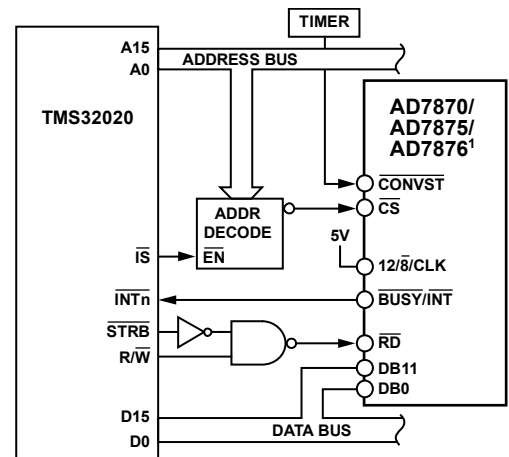 TIMER
A15
A0
ADDRESS BUS
TMS32020
AD7870/
AD7875/
AD7876¹
CONVST
CS
ADDR
DECODE
EN
5V
IS
12/8/CLK
INTn
BUSY/INT
STRB
R/W
RD
DB11
DB0
D15
D0
DATA BUS